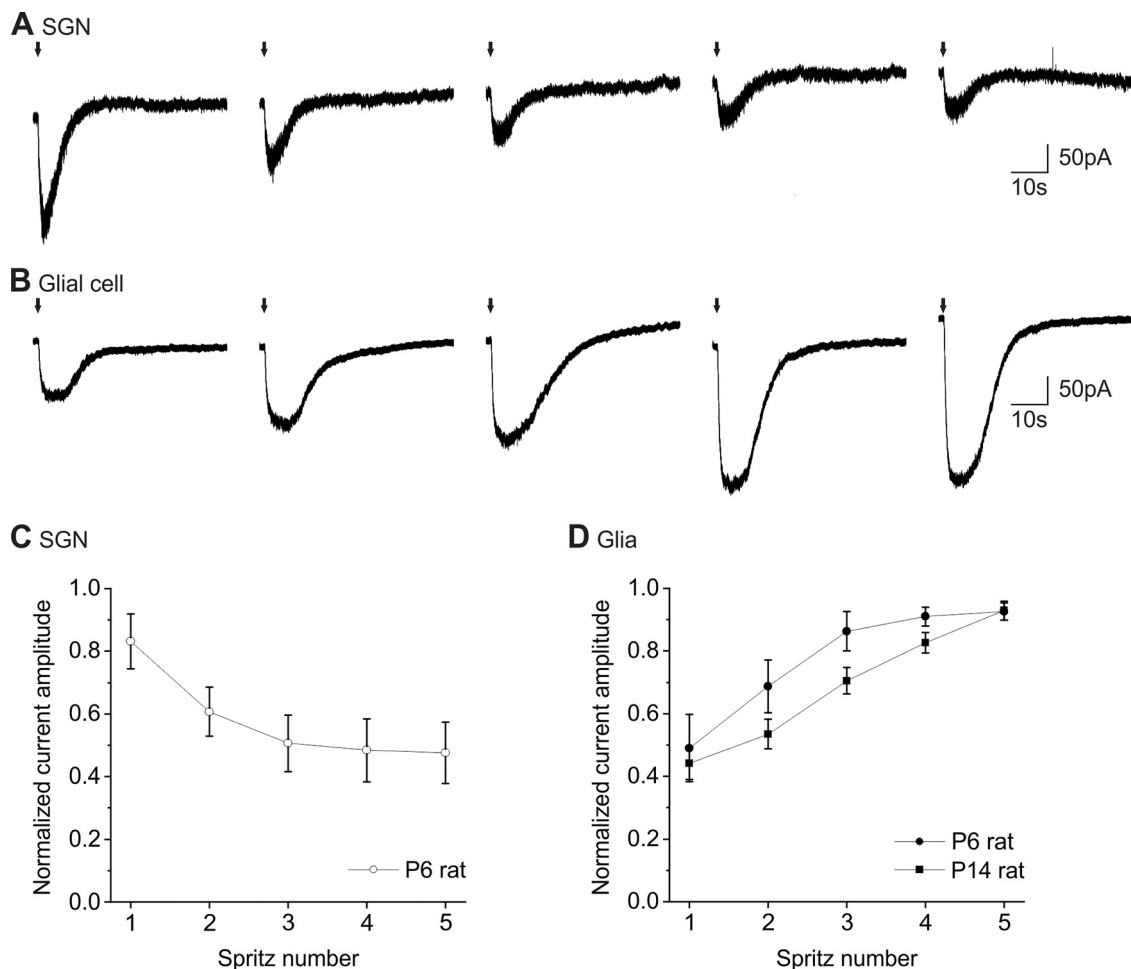 A SGN
50pA
10s
B Glial cell
50pA
10s
C SGN
Normalized current amplitude
1.0
0.8
0.6
0.4
0.2
0.0
1 2 3 4 5
Spritz number
P6 rat
D Glia
Normalized current amplitude
1.0
0.8
0.6
0.4
0.2
0.0
1 2 3 4 5
Spritz number
P6 rat
P14 rat